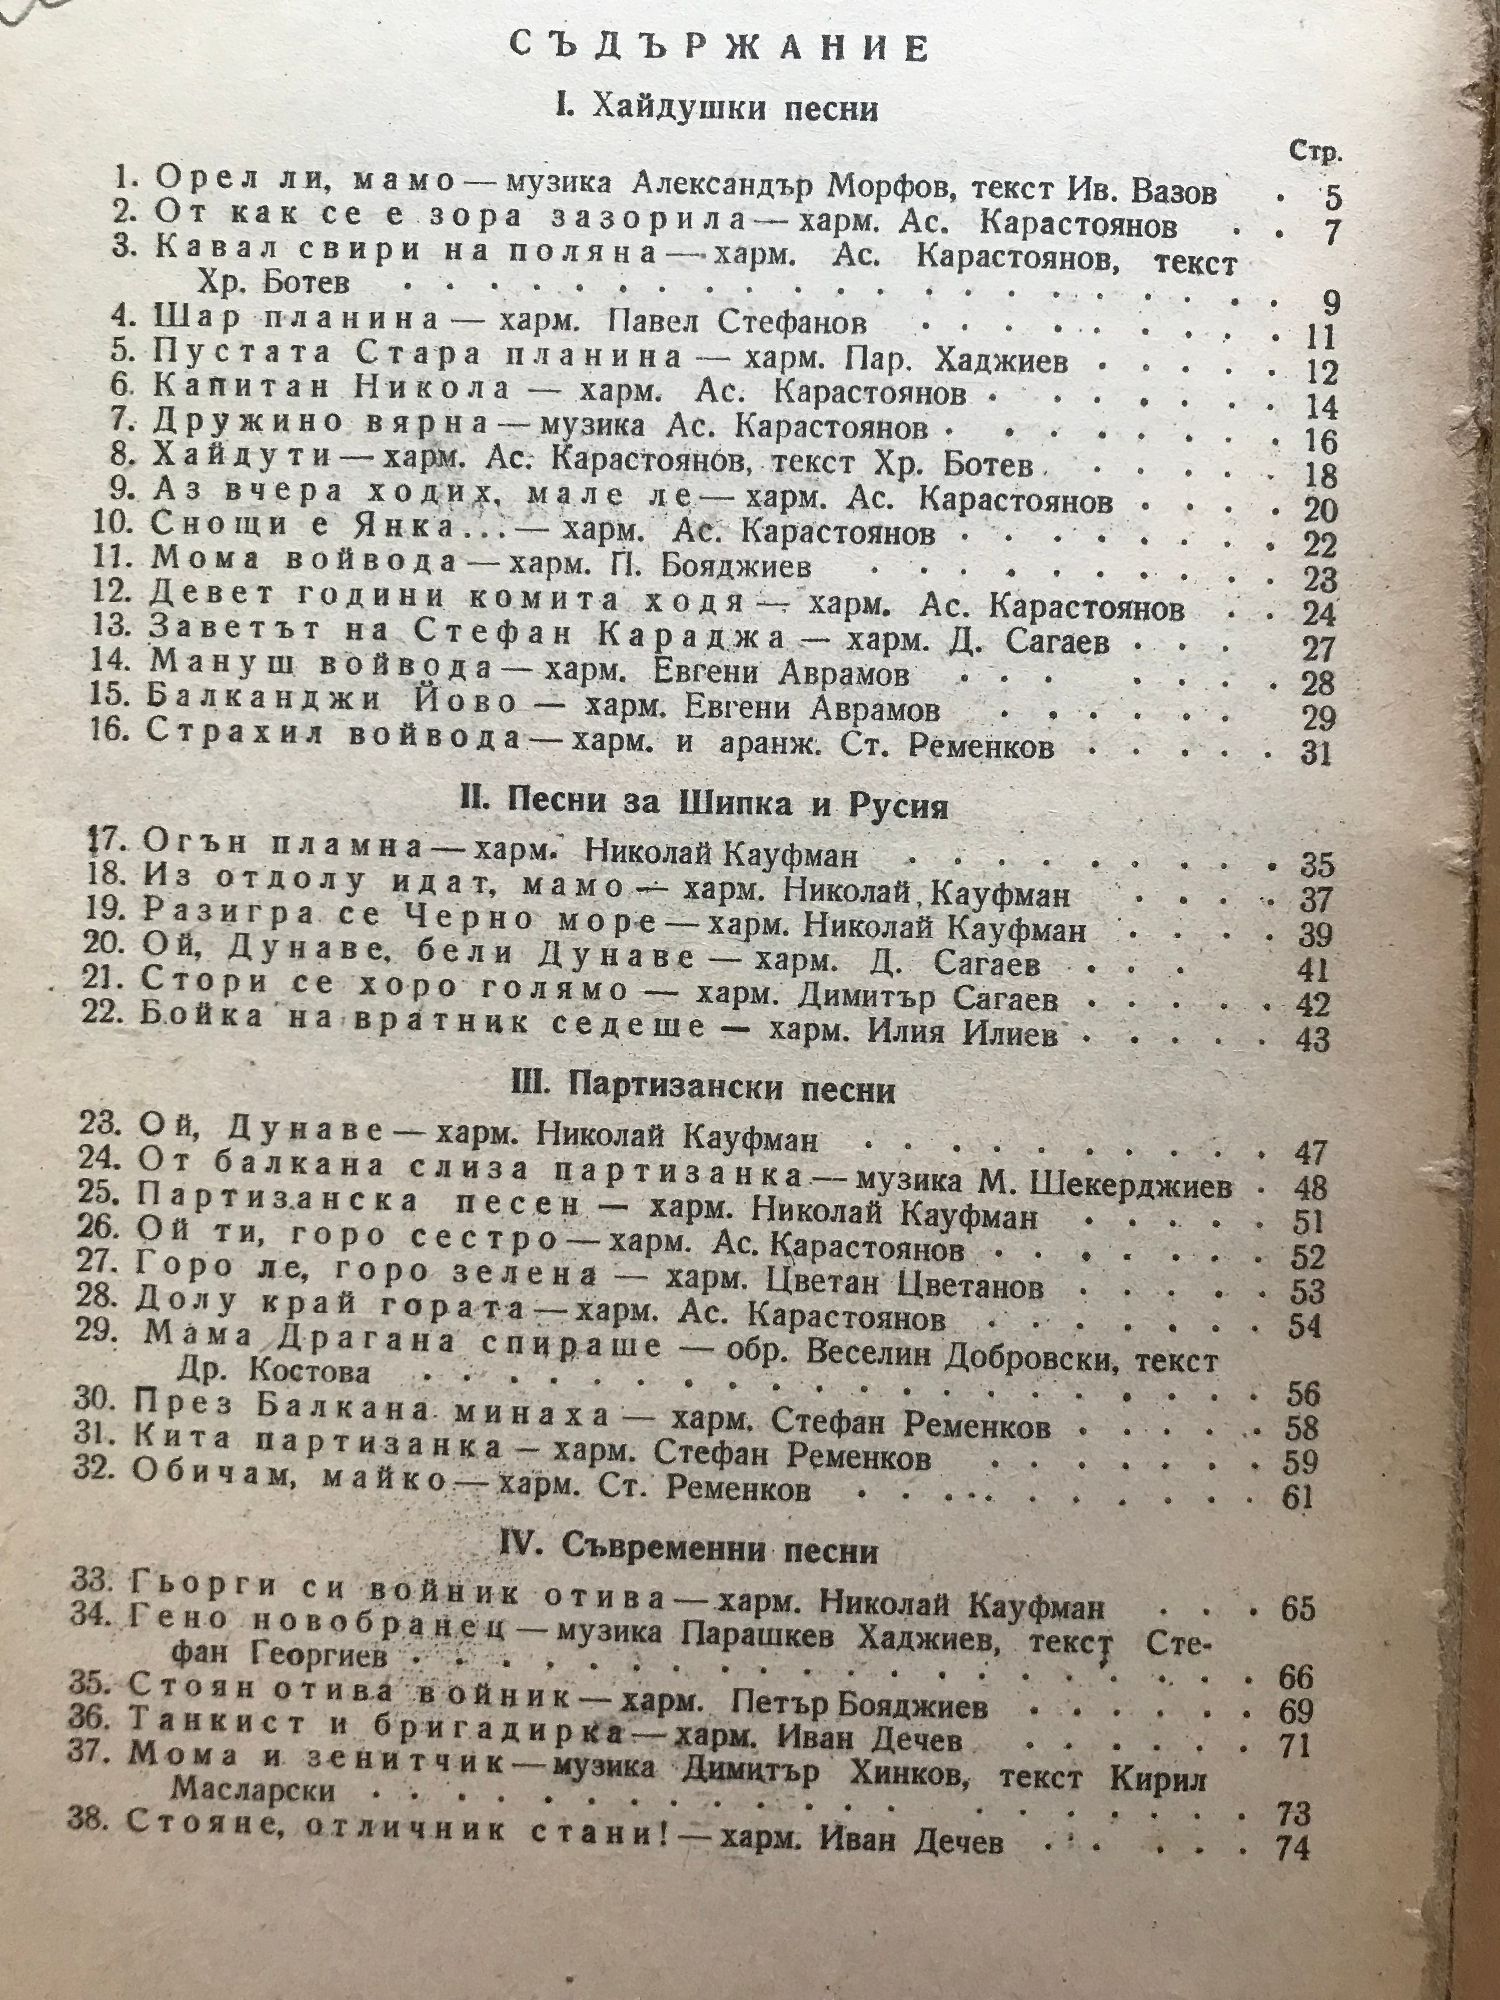 СЪДЪРЖАНИЕ
I. Хайдушки песни
Стр.
1. Орел ли, мамо — музика Александър Морфов, текст Ив. Вазов . 5
2. От как се е зора зазорила — харм. Ас. Карастоянов . . 7
3. Кавал свири на поляна — харм. Ас. Карастоянов, текст
Хр. Ботев . . . . . . . . . . 9
4. Шар планина — харм. Павел Стефанов . . . . . . 11
5. Пустата Стара планина — харм. Пар. Хаджиев . . . . . 12
6. Капитан Никола — харм. Ас. Карастоянов . . . . . . 14
7. Дружино вярна — музика Ас. Карастоянов . . . . . . 16
8. Хайдути — харм. Ас. Карастоянов, текст Хр. Ботев . . . . . 18
9. Аз вчера ходих, мале ле — харм. Ас. Карастоянов . . . . 20
10. Снощи е Янка... — харм. Ас. Карастоянов . . . . . . 22
11. Мома войвода — харм. П. Бояджиев . . . . . . 23
12. Девет години комита ходя — харм. Ас. Карастоянов . . 24
13. Заветът на Стефан Караджа — харм. Д. Сагаев . . . 27
14. Мануш войвода — харм. Евгени Аврамов . . . . . . 28
15. Балканджи Йово — харм. Евгени Аврамов . . . . . . 29
16. Страхил войвода — харм. и аранж. Ст. Ременков . . . . . 31
II. Песни за Шипка и Русия
17. Огън пламна — харм. Николай Кауфман . . . . . . 35
18. Из отдолу идат, мамо — харм. Николай Кауфман . . . . 37
19. Разигра се Черно море — харм. Николай Кауфман . . . . 39
20. Ой, Дунаве, бели Дунаве — харм. Д. Сагаев . . . 41
21. Стори се хоро голямо — харм. Димитър Сагаев . . . . . 42
22. Бойка на вратник седеше — харм. Илия Илиев . . . . . 43
III. Партизански песни
23. Ой, Дунаве — харм. Николай Кауфман . . . . . . 47
24. От балкана слиза партизанка — музика М. Шекерджиев . 48
25. Партизанска песен — харм. Николай Кауфман . . . . . 51
26. Ой ти, горо сестро — харм. Ас. Карастоянов . . . . . . 52
27. Горо ле, горо зелена — харм. Цветан Цветанов . . . . . 53
28. Долу край гората — харм. Ас. Карастоянов . . . . . . 54
29. Мама Драгана спираше — обр. Веселин Добровски, текст
Др. Костова . . . . . . . . . . 56
30. През Балкана минаха — харм. Стефан Ременков . . . . . 58
31. Кита партизанка — харм. Стефан Ременков . . . . . . 59
32. Обичам, майко — харм. Ст. Ременков . . . . . . 61
IV. Съвременни песни
33. Гьорги си войник отива — харм. Николай Кауфман . . . 65
34. Гено новобранец — музика Парашкев Хаджиев, текст Сте-
фан Георгиев . . . . . . . . . . 66
35. Стоян отива войник — харм. Петър Бояджиев . . . . . . 69
36. Танкист и бригадирка — харм. Иван Дечев . . . . . . 71
37. Мома и зенитчик — музика Димитър Хинков, текст Кирил
Масларски . . . . . . . . . . 73
38. Стояне, отличник стани! — харм. Иван Дечев . . . . . 74